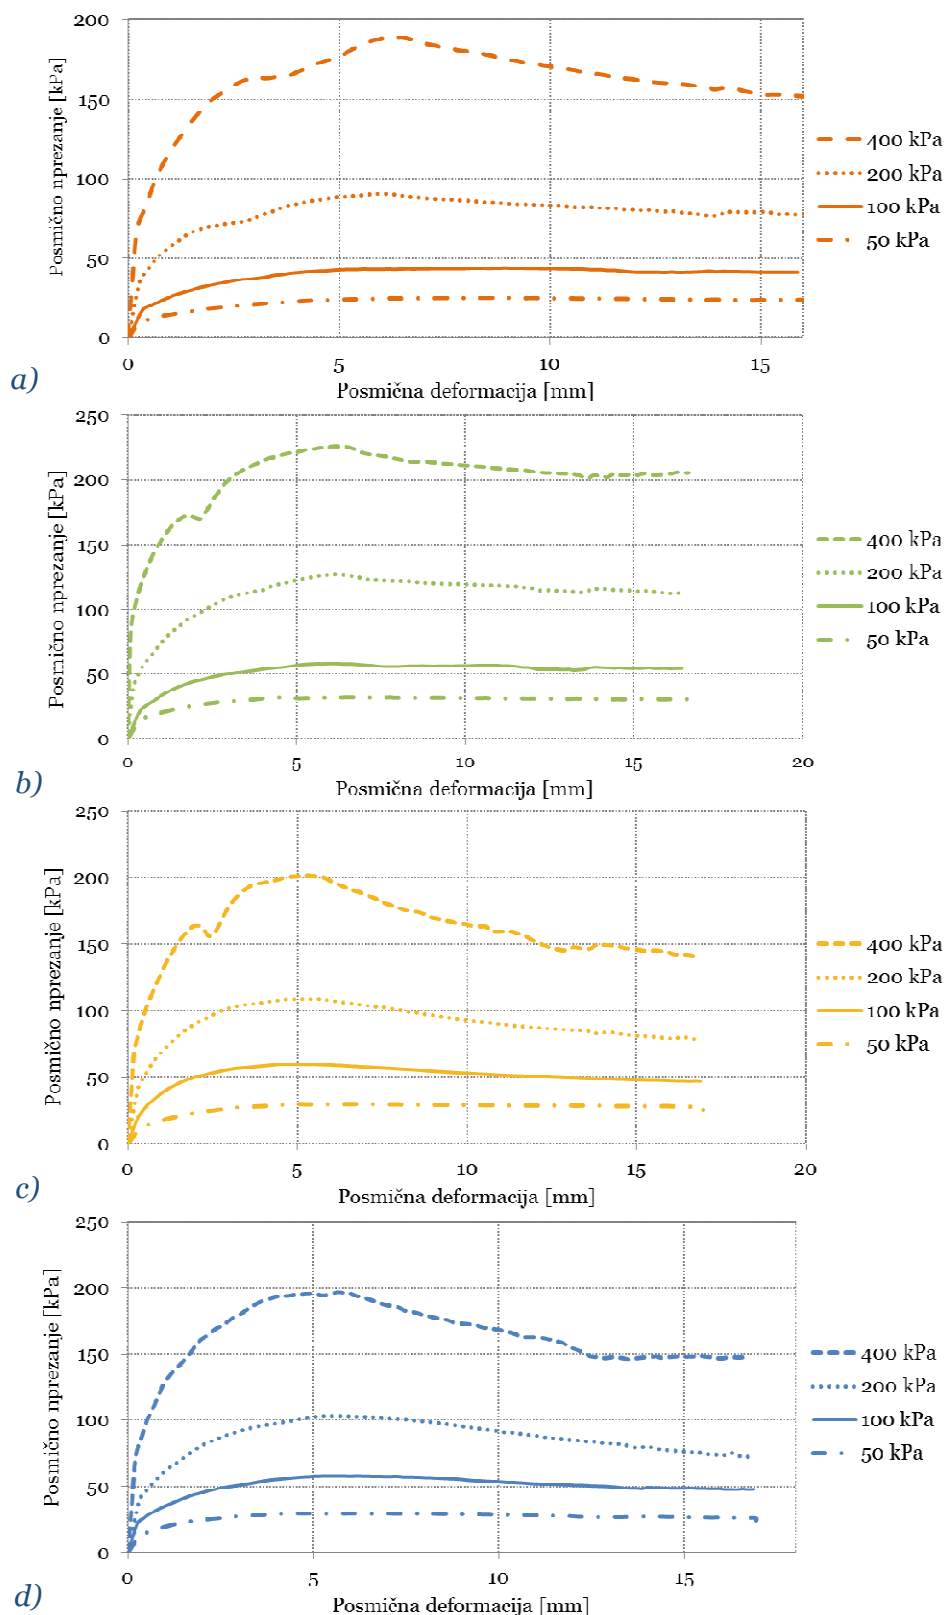 200
150
100
50
0
0 5 10 15
Posmično nprezanje [kPa]
Posmična deformacija [mm]
400 kPa
200 kPa
100 kPa
50 kPa
a)
250
200
150
100
50
0
0 5 10 15 20
Posmično nprezanje [kPa]
Posmična deformacija [mm]
400 kPa
200 kPa
100 kPa
50 kPa
b)
250
200
150
100
50
0
0 5 10 15 20
Posmično nprezanje [kPa]
Posmična deformacija [mm]
400 kPa
200 kPa
100 kPa
50 kPa
c)
250
200
150
100
50
0
0 5 10 15
Posmično nprezanje [kPa]
Posmična deformacija [mm]
400 kPa
200 kPa
100 kPa
50 kPa
d)